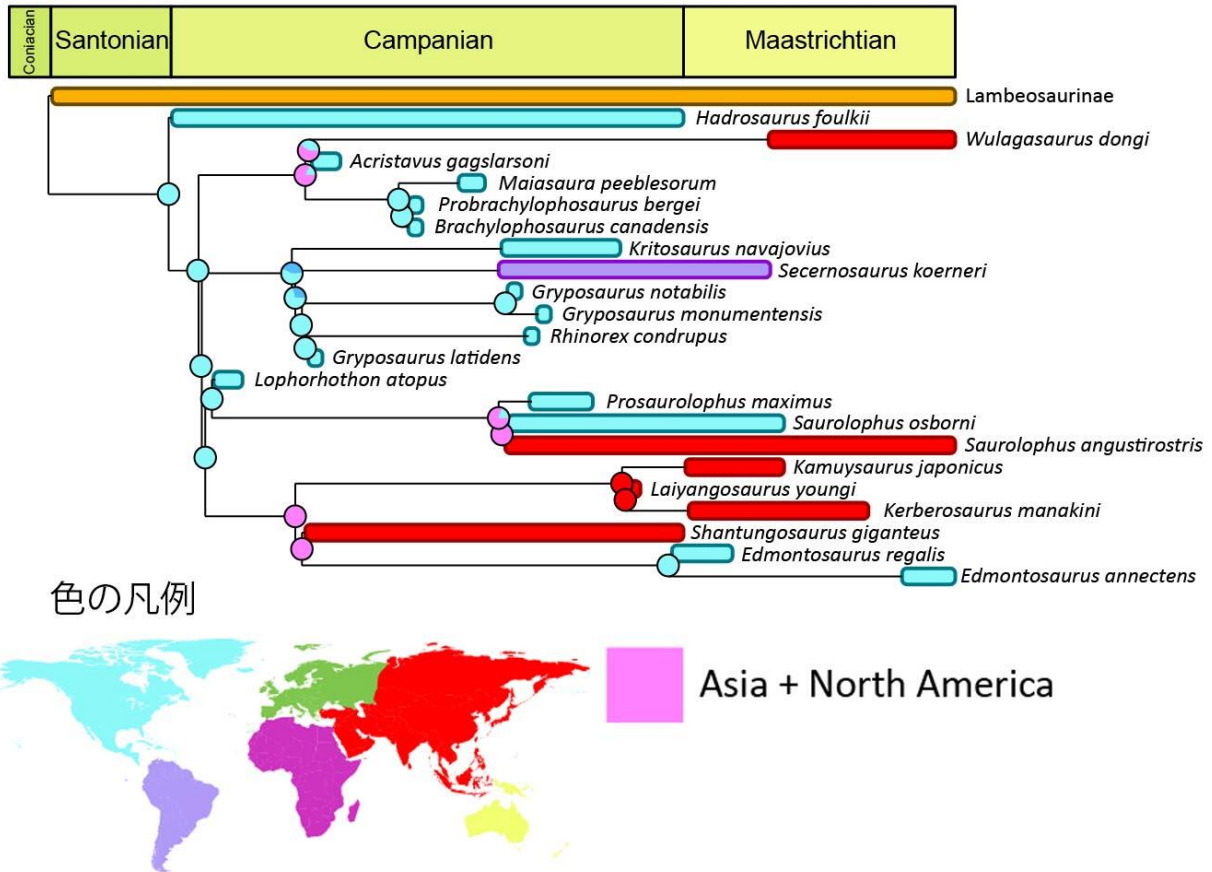 Coniacian
Santonian
Campanian
Maastrichtian
Lambeosaurinae
Hadrosaurus foulkii
Wulagasaurus dongi
Acristavus gagslarsoni
Maiasaura peeblesorum
Probrachylophosaurus bergei
Brachylophosaurus canadensis
Kritosaurus navajovius
Secernosaurus koerneri
Gryposaurus notabilis
Gryposaurus monumentensis
Rhinorex condrupus
Gryposaurus latidens
Lophorhothon atopus
Prosaurolophus maximus
Saurolophus osborni
Saurolophus angustirostris
Kamuysaurus japonicus
Laiyangosaurus youngi
Kerberosaurus manakini
Shantungosaurus giganteus
Edmontosaurus regalis
Edmontosaurus annectens
色の凡例
Asia + North America